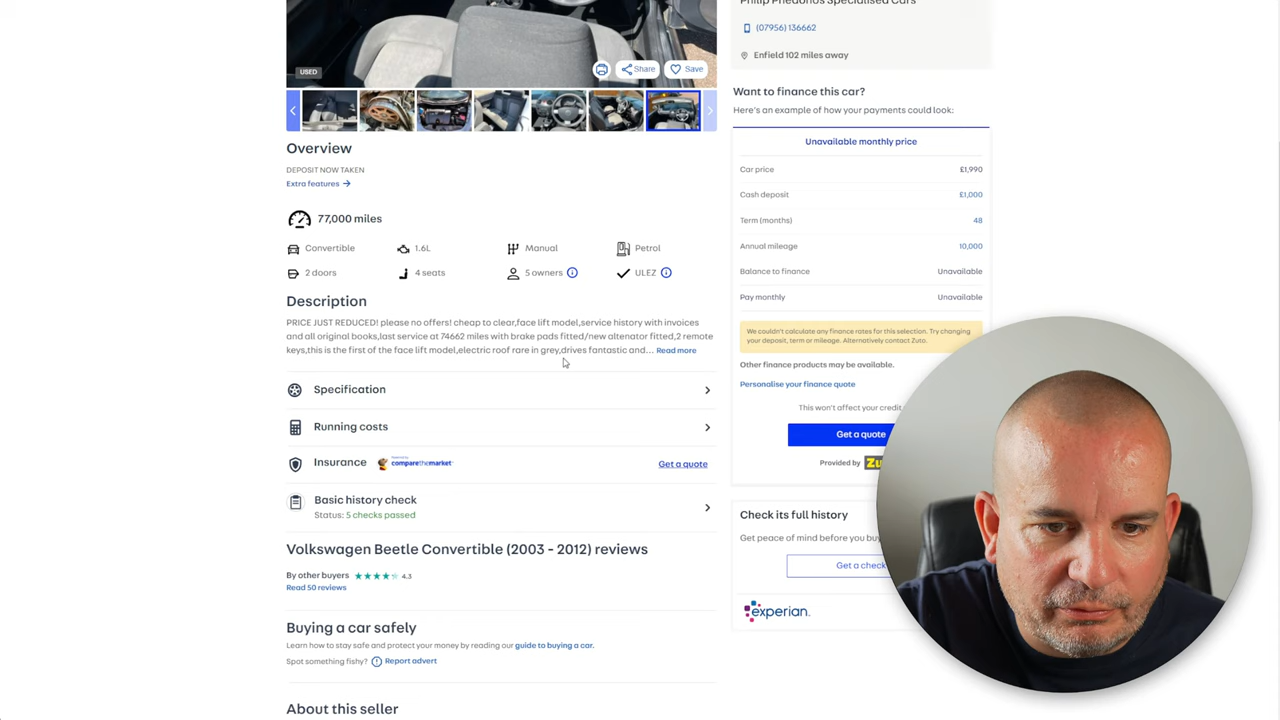 Philip Phedonos Specialised Cars
(07956) 136662
Enfield 102 miles away
USED
Share
Save
Want to finance this car?
Here's an example of how your payments could look:
Unavailable monthly price
Car price £1,990
Cash deposit £1,000
Term (months) 48
Annual mileage 10,000
Balance to finance Unavailable
Pay monthly Unavailable
We couldn't calculate any finance rates for this selection. Try changing
your deposit, term or mileage. Alternatively contact Zuto.
Other finance products may be available.
Personalise your finance quote
This won't affect your credit
Get a quote
Provided by Zu
Check its full history
Get peace of mind before you buy
Get a check
experian.
Overview
DEPOSIT NOW TAKEN
Extra features
77,000 miles
Convertible 1.6L Manual Petrol
2 doors 4 seats 5 owners ULEZ
Description
PRICE JUST REDUCED! please no offers! cheap to clear,face lift model,service history with invoices
and all original books,last service at 74662 miles with brake pads fitted/new alternator fitted,2 remote
keys,this is the first of the face lift model,electric roof rare in grey,drives fantastic and... Read more
Specification
Running costs
Insurance Powered by comparethemarket Get a quote
Basic history check
Status: 5 checks passed
Volkswagen Beetle Convertible (2003 - 2012) reviews
By other buyers 4.3
Read 50 reviews
Buying a car safely
Learn how to stay safe and protect your money by reading our guide to buying a car.
Spot something fishy? Report advert
About this seller